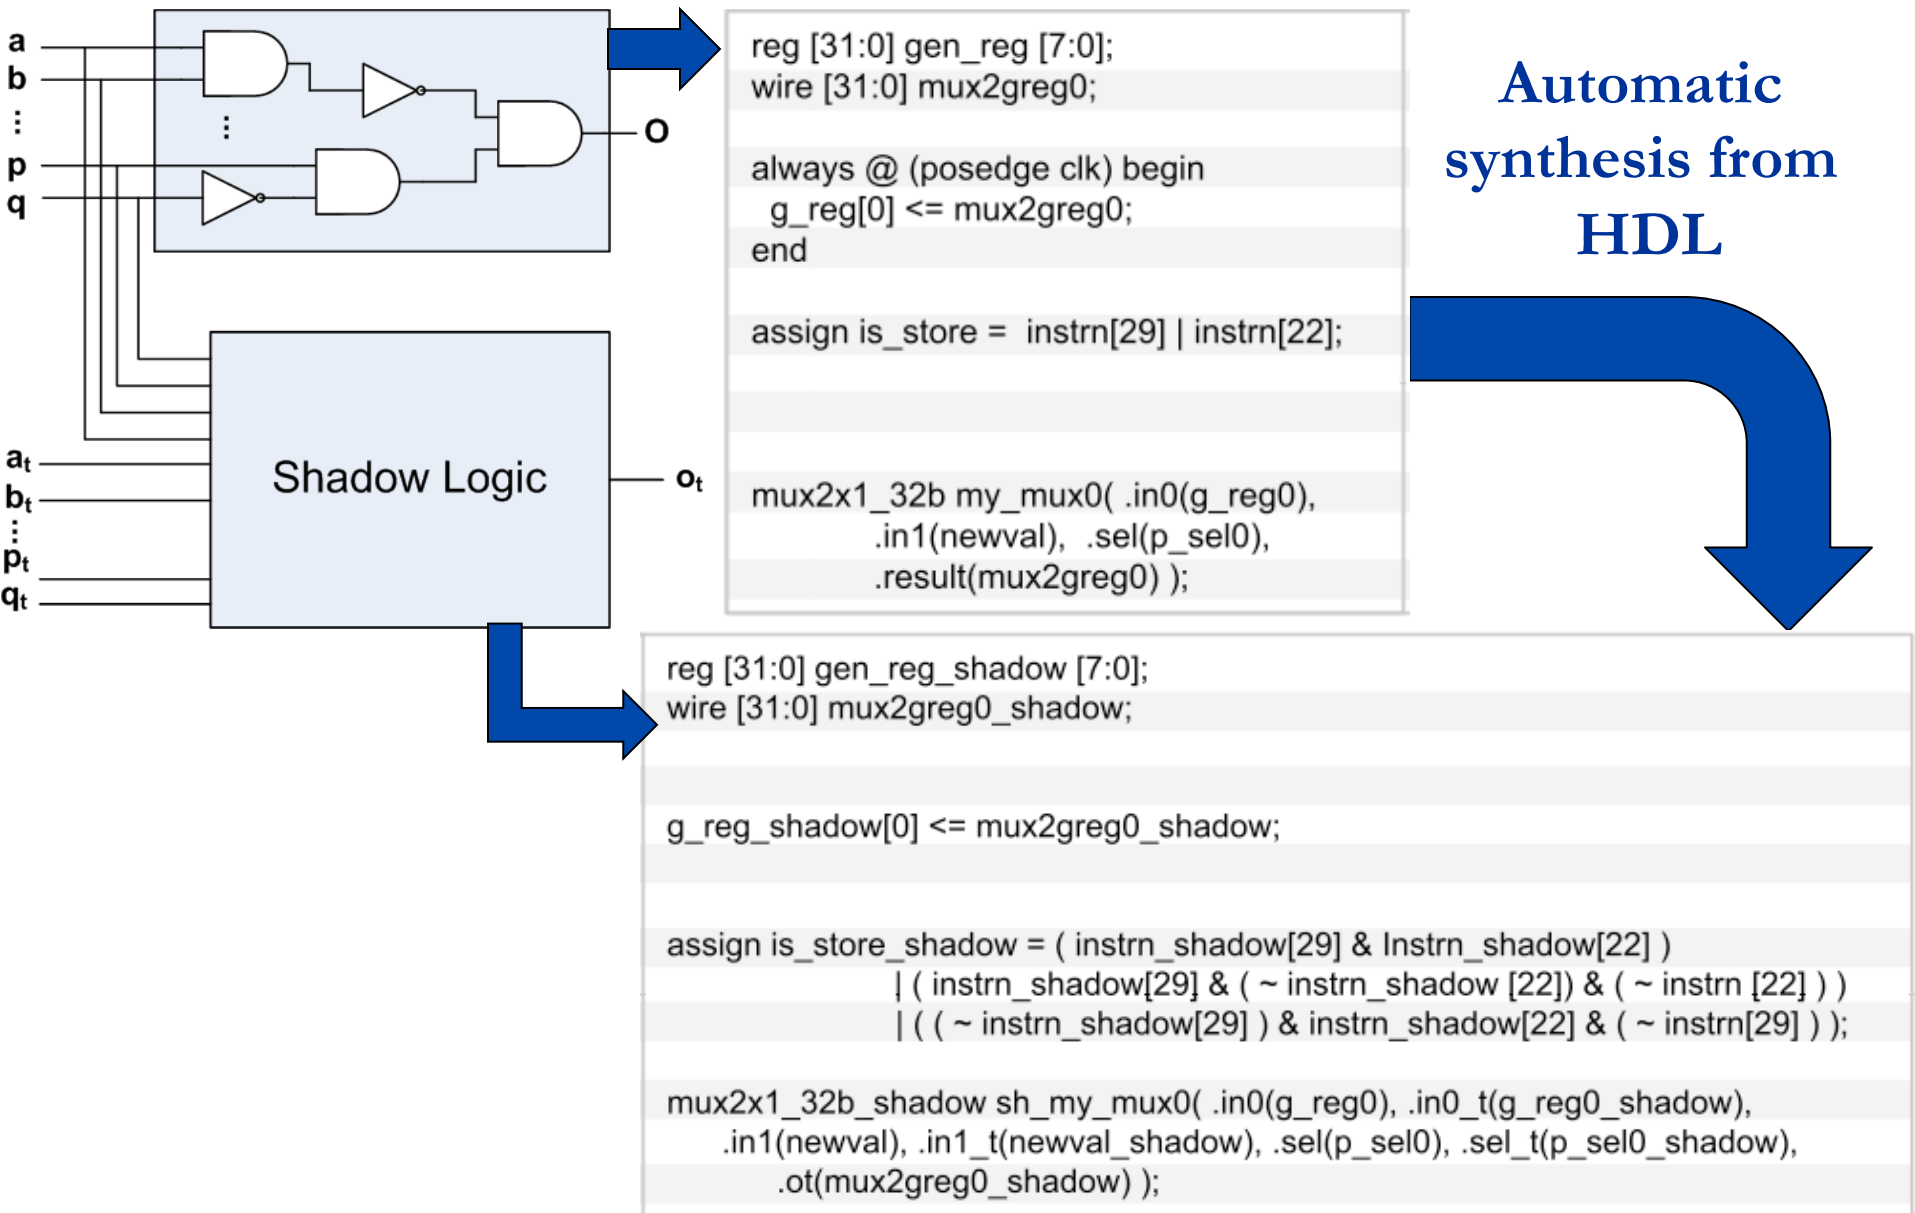 a
b
⋮
p
q
⋮
O
reg [31:0] gen_reg [7:0];
wire [31:0] mux2greg0;
always @ (posedge clk) begin
g_reg[0] <= mux2greg0;
end
assign is_store = instrn[29] | instrn[22];
mux2x1_32b my_mux0( .in0(g_reg0),
.in1(newval), .sel(p_sel0),
.result(mux2greg0) );
Automatic
synthesis from
HDL
aₜ
bₜ
⋮
pₜ
qₜ
Shadow Logic
oₜ
reg [31:0] gen_reg_shadow [7:0];
wire [31:0] mux2greg0_shadow;
g_reg_shadow[0] <= mux2greg0_shadow;
assign is_store_shadow = ( instrn_shadow[29] & Instrn_shadow[22] )
| ( instrn_shadow[29] & ( ~ instrn_shadow [22]) & ( ~ instrn [22] ) )
| ( ( ~ instrn_shadow[29] ) & instrn_shadow[22] & ( ~ instrn[29] ) );
mux2x1_32b_shadow sh_my_mux0( .in0(g_reg0), .in0_t(g_reg0_shadow),
.in1(newval), .in1_t(newval_shadow), .sel(p_sel0), .sel_t(p_sel0_shadow),
.ot(mux2greg0_shadow) );